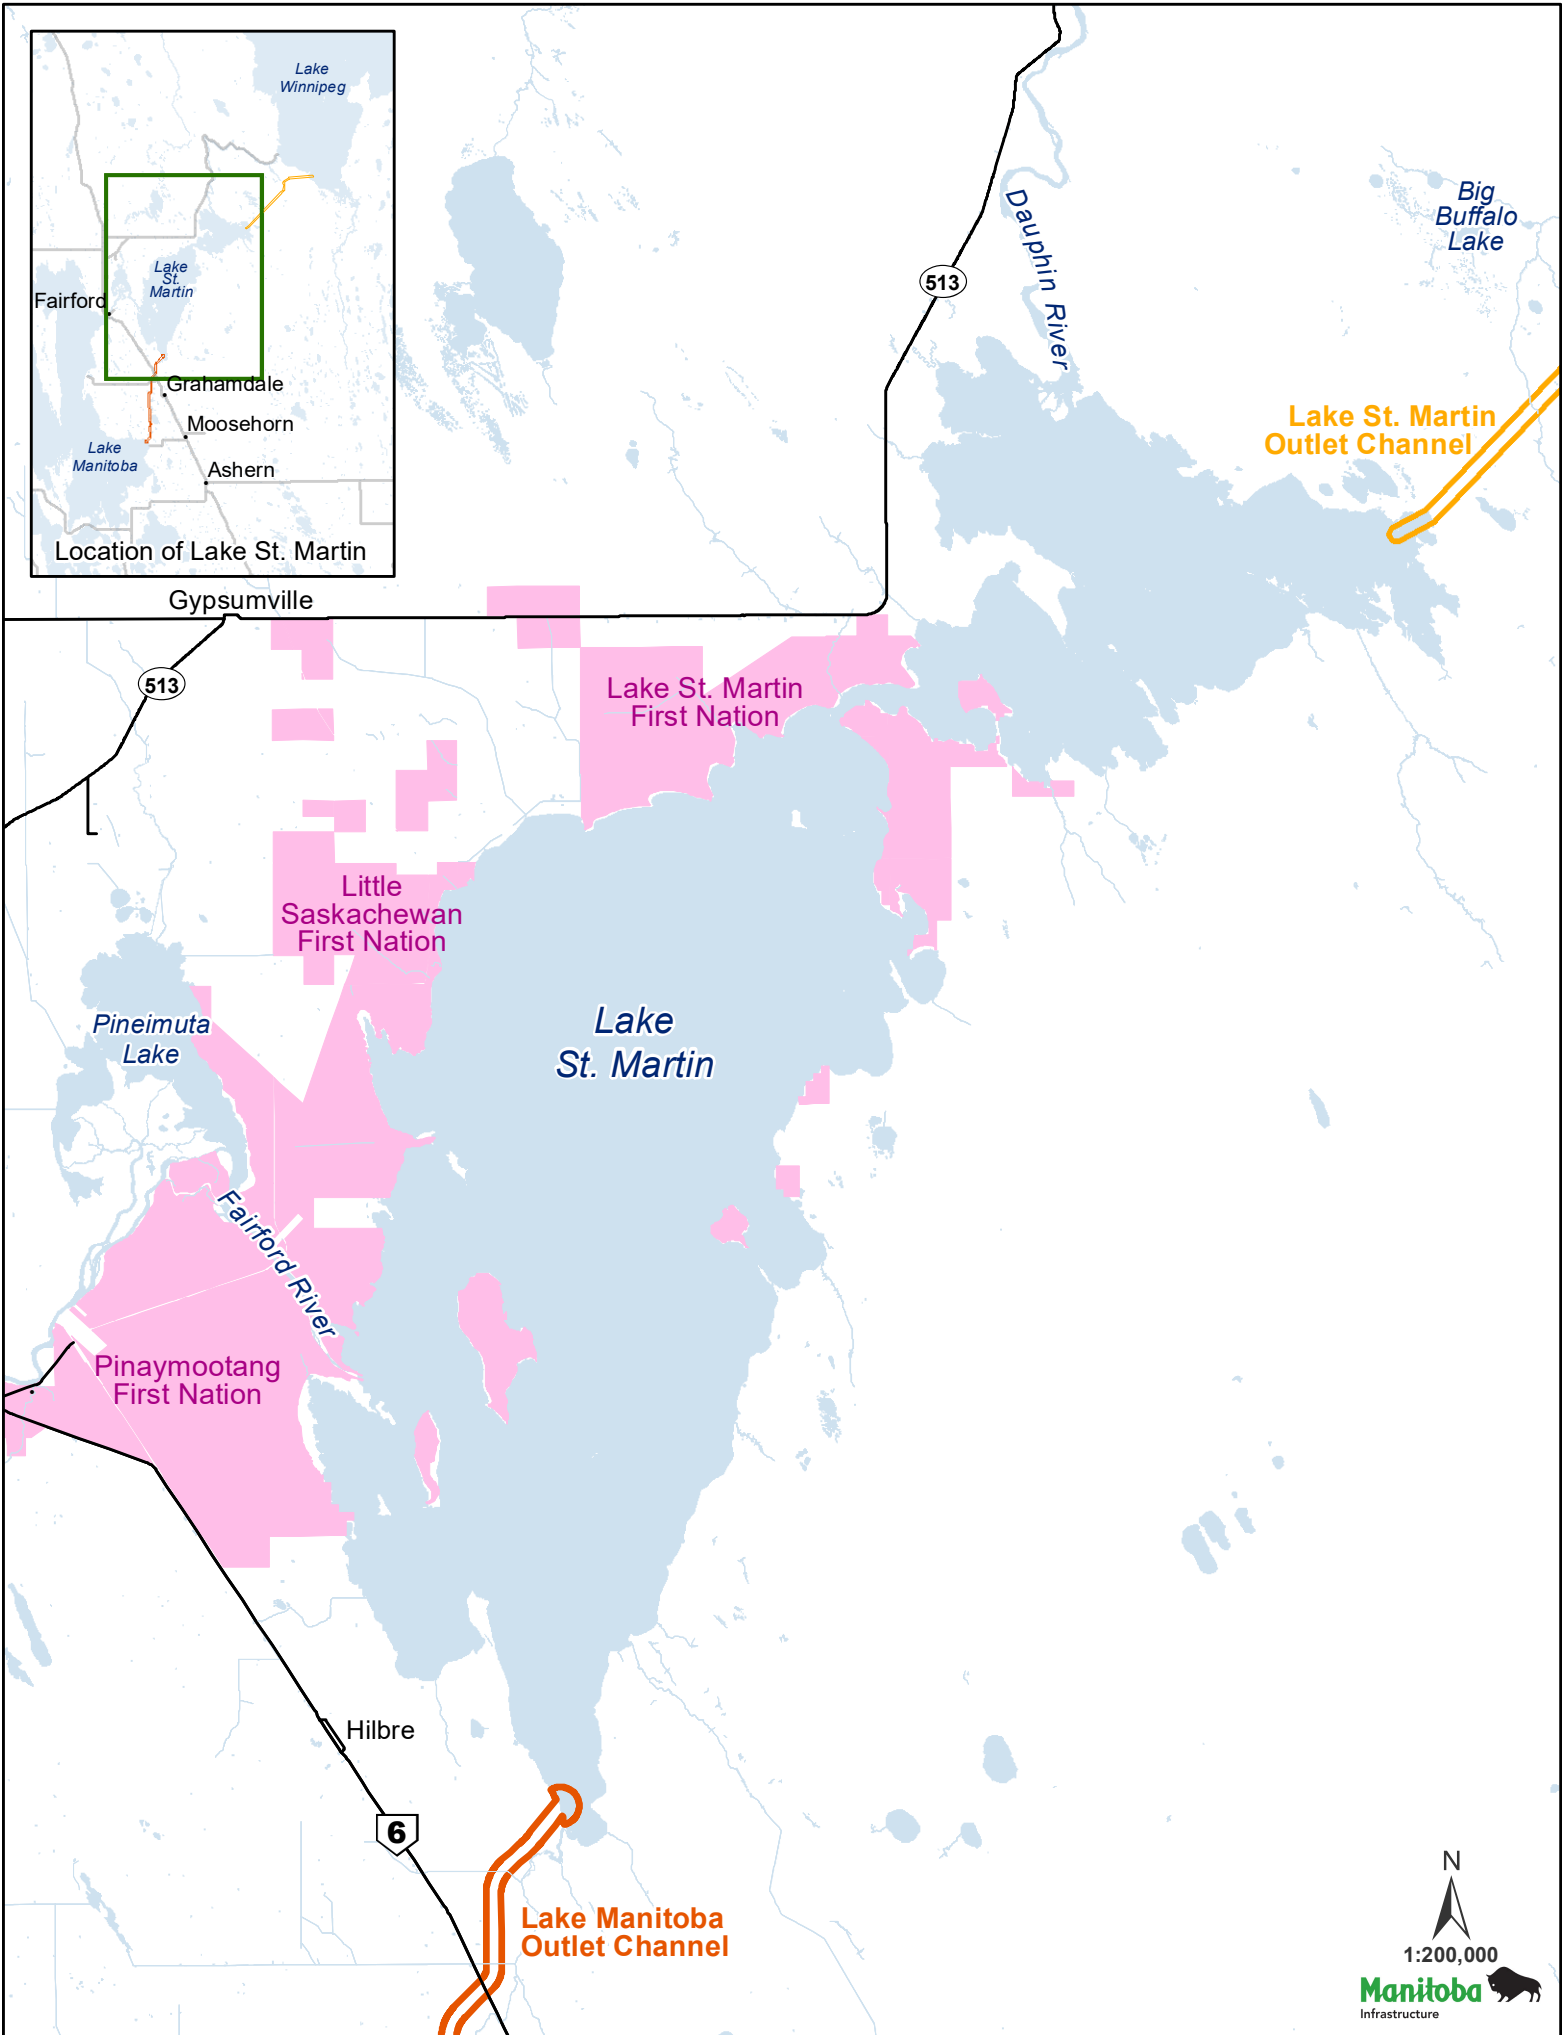 Lake
Winnipeg
Lake
St.
Martin
Fairford
Grahamdale
Moosehorn
Lake
Manitoba
Ashern
Location of Lake St. Martin
Dauphin River
Big
Buffalo
Lake
513
Lake St. Martin
Outlet Channel
Gypsumville
513
Lake St. Martin
First Nation
Little
Saskachewan
First Nation
Pineimuta
Lake
Lake
St. Martin
Fairford River
Pinaymootang
First Nation
Hilbre
6
Lake Manitoba
Outlet Channel
N
1:200,000
Manitoba
Infrastructure